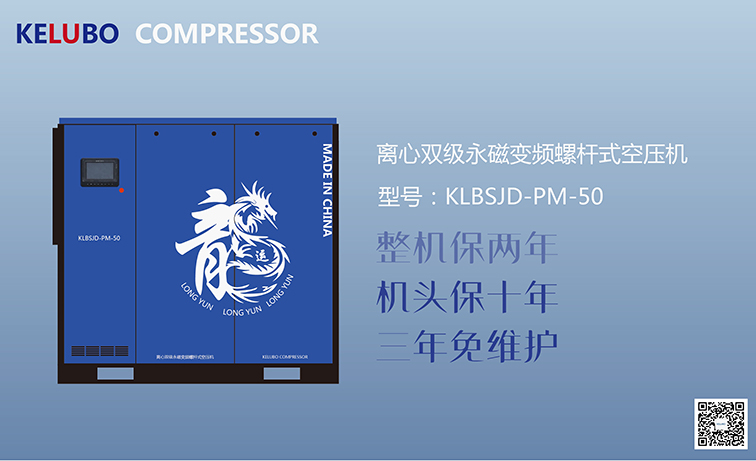 KELUBO COMPRESSOR
离心双级永磁变频螺杆式空压机
型号：KLBSJD-PM-50
整机保两年
机头保十年
三年免维护
MADE IN CHINA
KLBSJD-PM-50
龍
运
LONG YUN LONG YUN LONG YUN
离心双级永磁变频螺杆式空压机
KELUBO COMPRESSOR